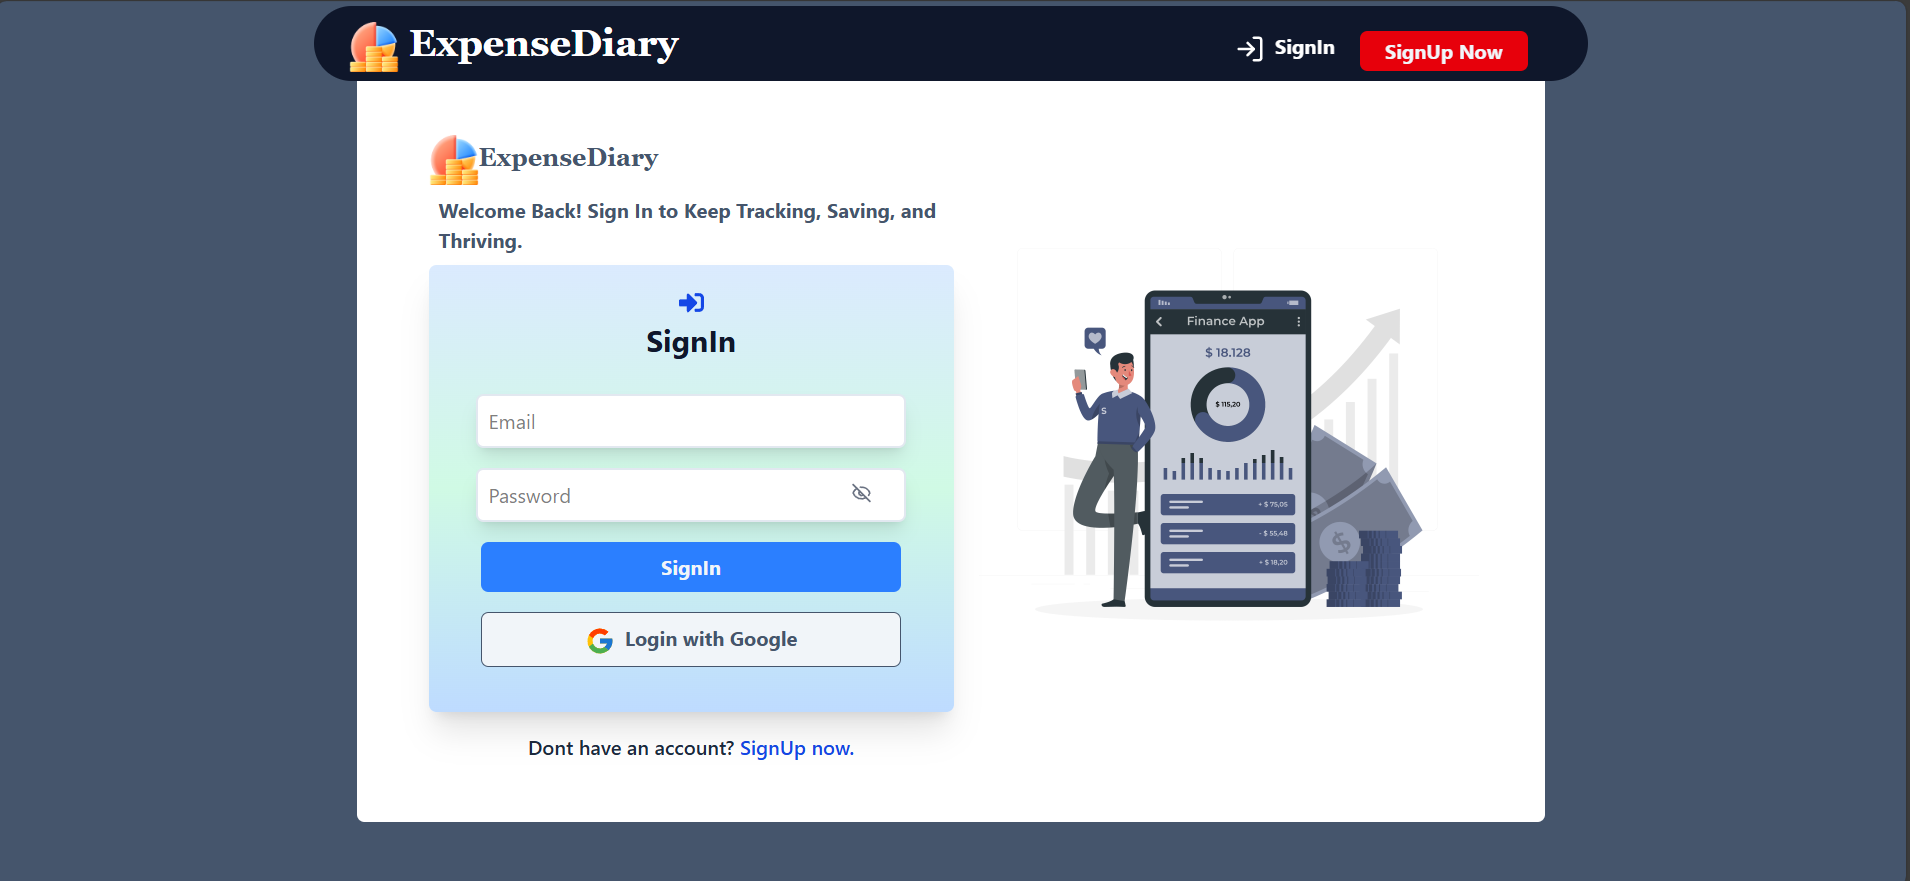 ExpenseDiary
SignIn
SignUp Now
ExpenseDiary
Welcome Back! Sign In to Keep Tracking, Saving, and
Thriving.
SignIn
Email
Password
SignIn
Login with Google
Dont have an account? SignUp now.
Finance App
$ 18.128
$ 115,20
S
+ $ 75,05
- $ 55,48
+ $ 18,20
$